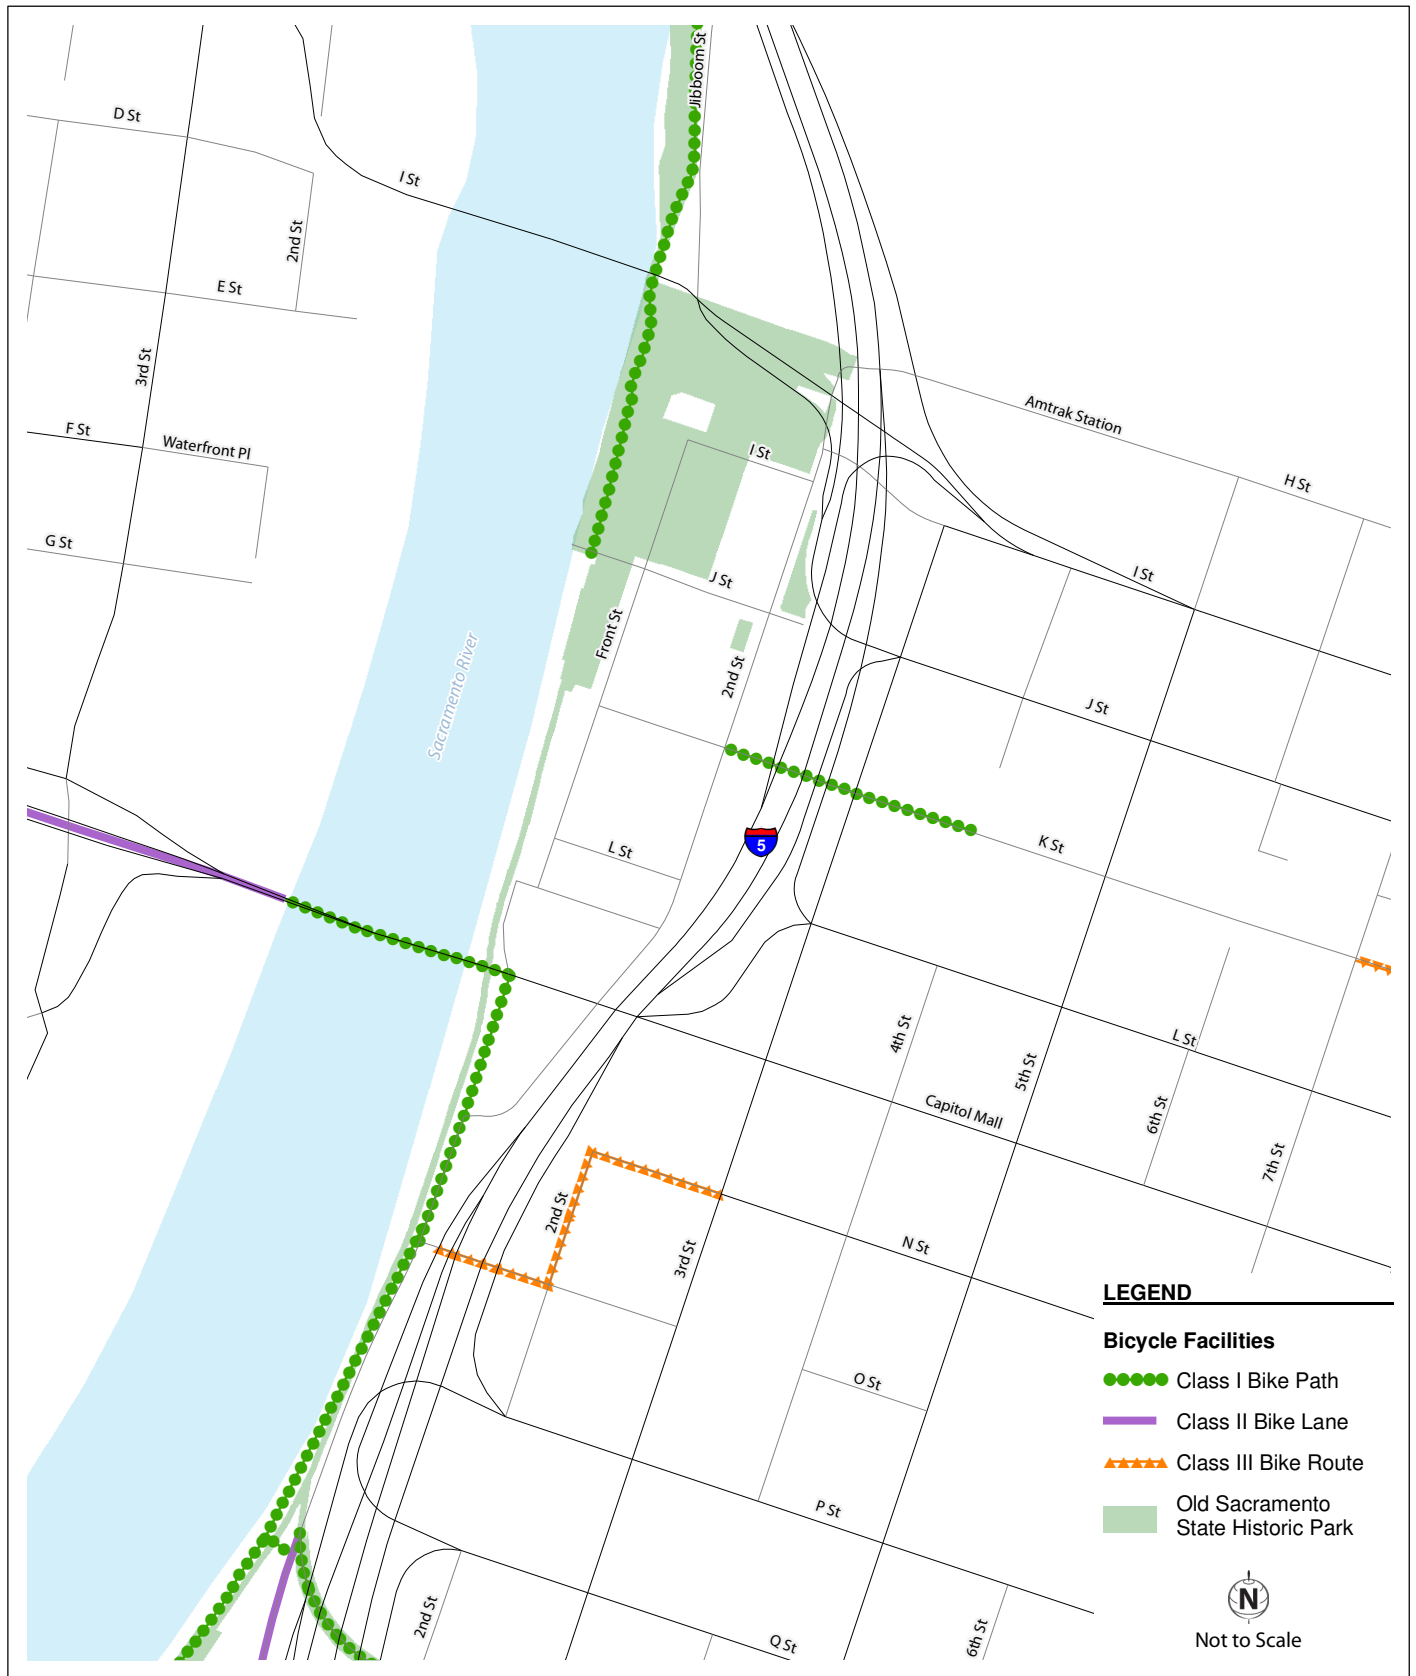 Jibboom St
D St
I St
2nd St
E St
3rd St
Amtrak Station
F St
Waterfront Pl
I St
H St
G St
I St
J St
Front St
2nd St
Sacramento River
J St
5
K St
L St
4th St
L St
5th St
Capitol Mall
6th St
7th St
2nd St
3rd St
N St
LEGEND
Bicycle Facilities
Class I Bike Path
O St
Class II Bike Lane
Class III Bike Route
P St
Old Sacramento
State Historic Park
N
Not to Scale
2nd St
Q St
6th St